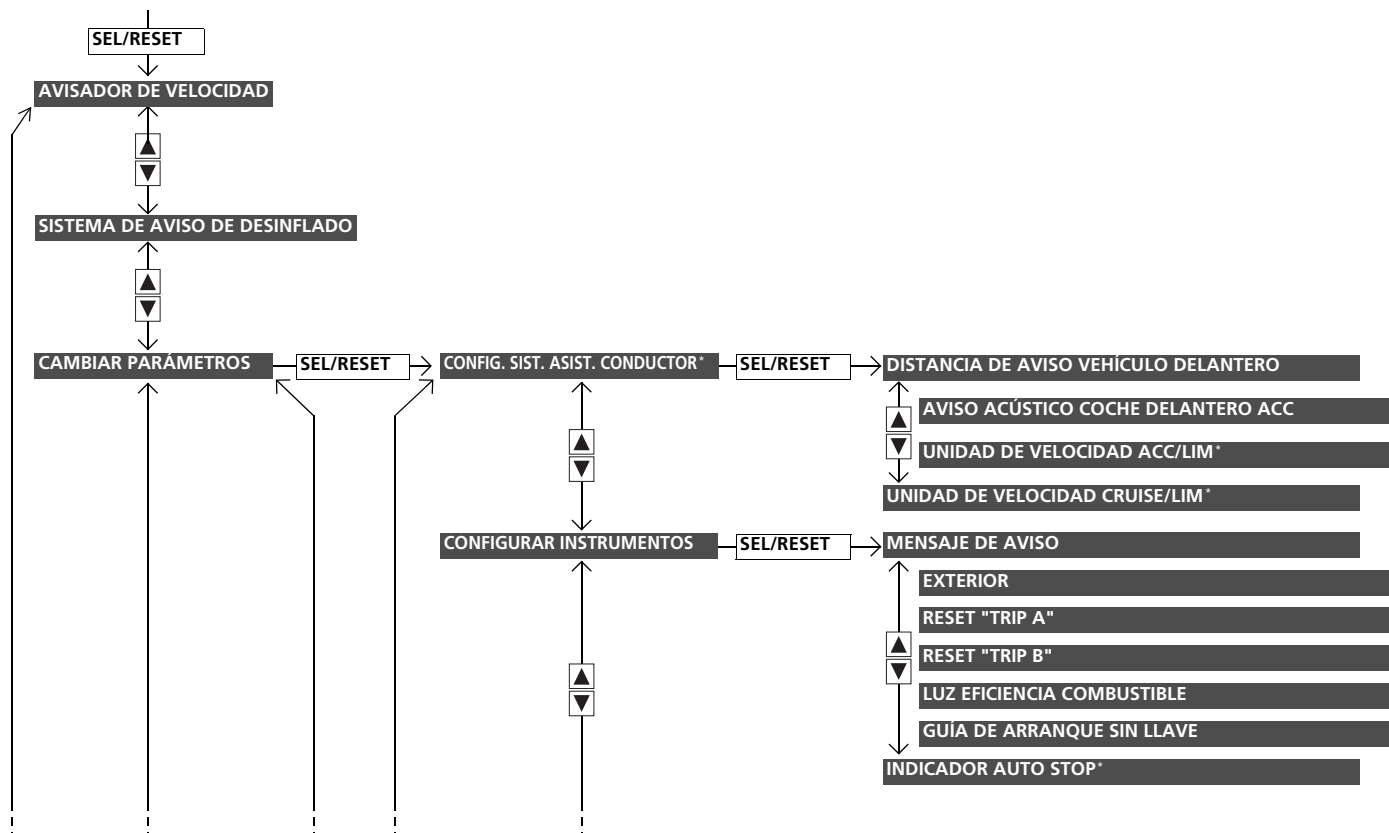 SEL/RESET
AVISADOR DE VELOCIDAD
SISTEMA DE AVISO DE DESINFLADO
CAMBIAR PARÁMETROS
SEL/RESET
CONFIG. SIST. ASIST. CONDUCTOR*
SEL/RESET
DISTANCIA DE AVISO VEHÍCULO DELANTERO
AVISO ACÚSTICO COCHE DELANTERO ACC
UNIDAD DE VELOCIDAD ACC/LIM*
UNIDAD DE VELOCIDAD CRUISE/LIM*
CONFIGURAR INSTRUMENTOS
SEL/RESET
MENSAJE DE AVISO
EXTERIOR
RESET "TRIP A"
RESET "TRIP B"
LUZ EFICIENCIA COMBUSTIBLE
GUÍA DE ARRANQUE SIN LLAVE
INDICADOR AUTO STOP*